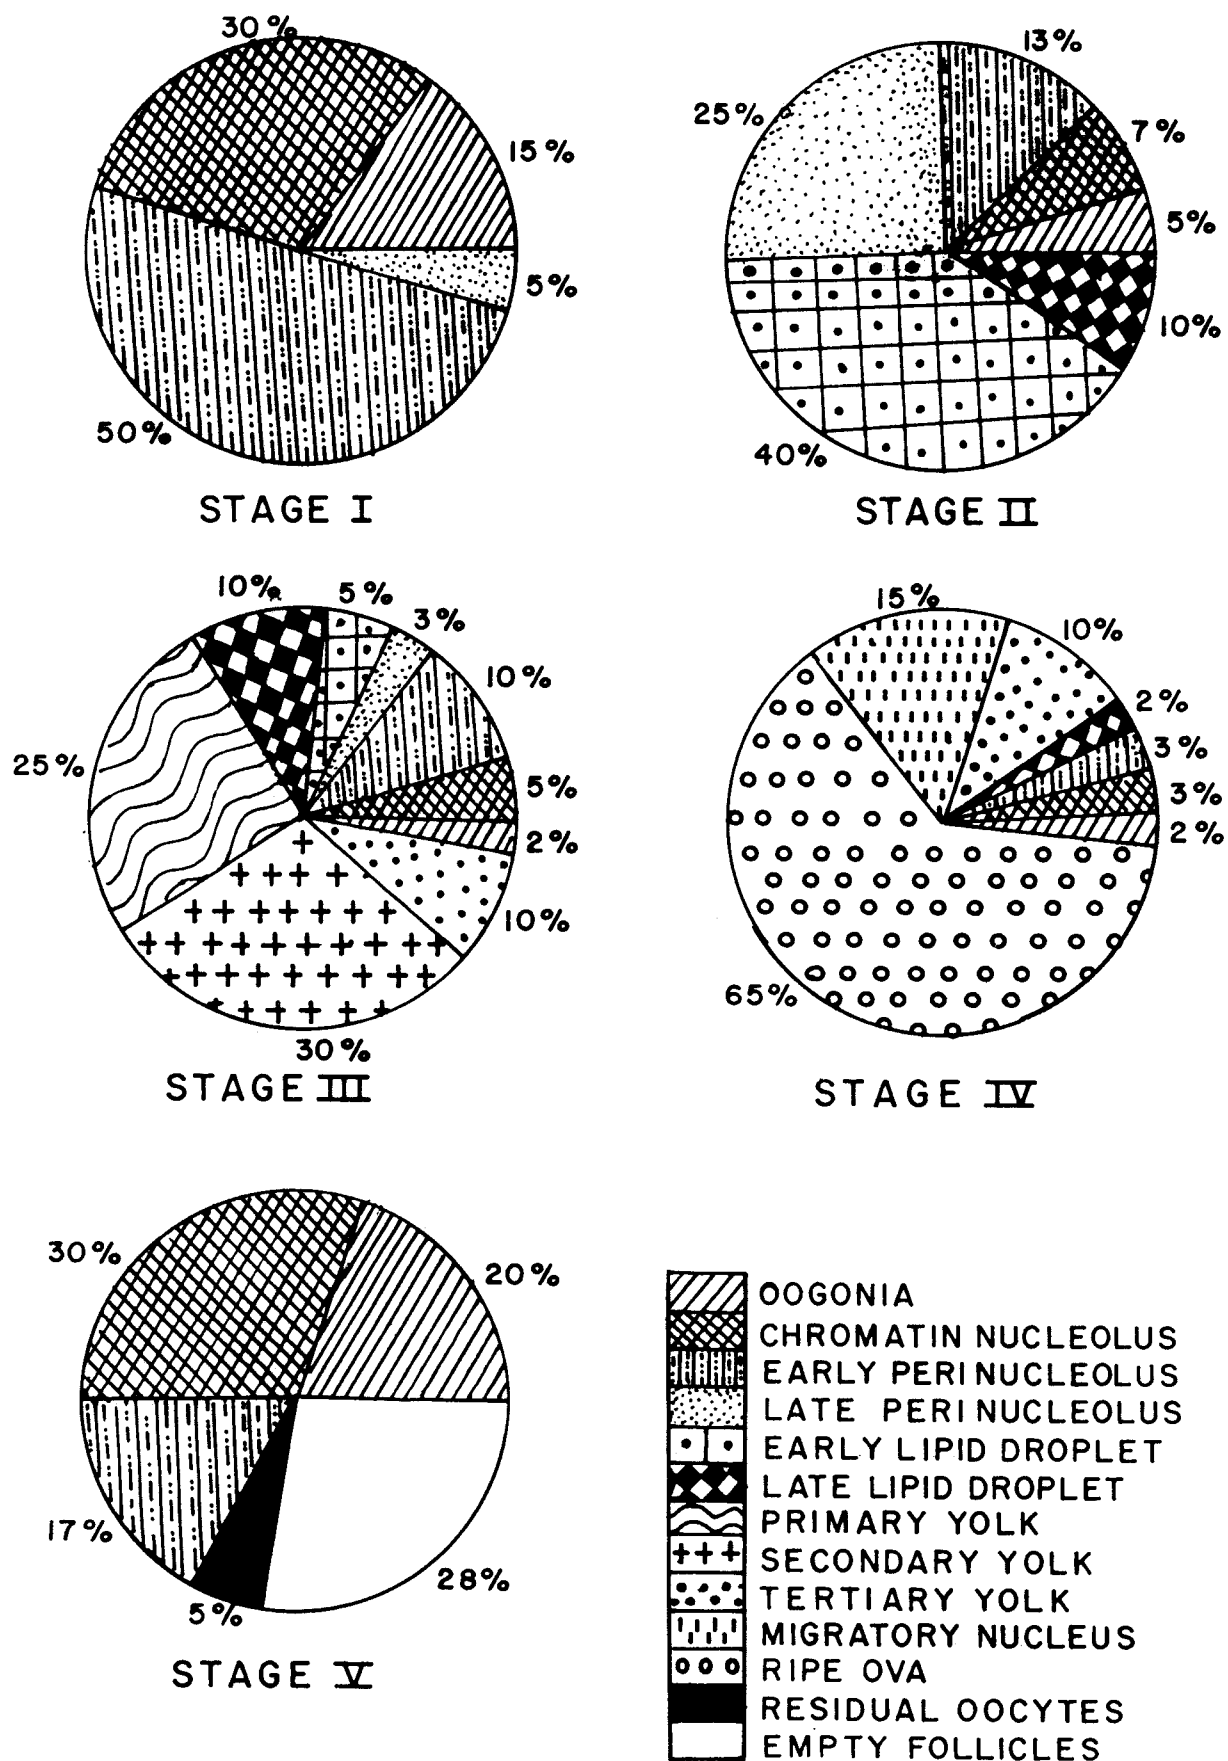 30%
15%
5%
50%
STAGE I
13%
25%
7%
5%
10%
40%
STAGE II
10%
5%
3%
10%
25%
5%
2%
10%
30%
STAGE III
15%
10%
2%
3%
3%
2%
65%
STAGE IV
30%
20%
17%
28%
5%
STAGE V
OOGONIA
CHROMATIN NUCLEOLUS
EARLY PERINUCLEOLUS
LATE PERINUCLEOLUS
EARLY LIPID DROPLET
LATE LIPID DROPLET
PRIMARY YOLK
SECONDARY YOLK
TERTIARY YOLK
MIGRATORY NUCLEUS
RIPE OVA
RESIDUAL OOCYTES
EMPTY FOLLICLES